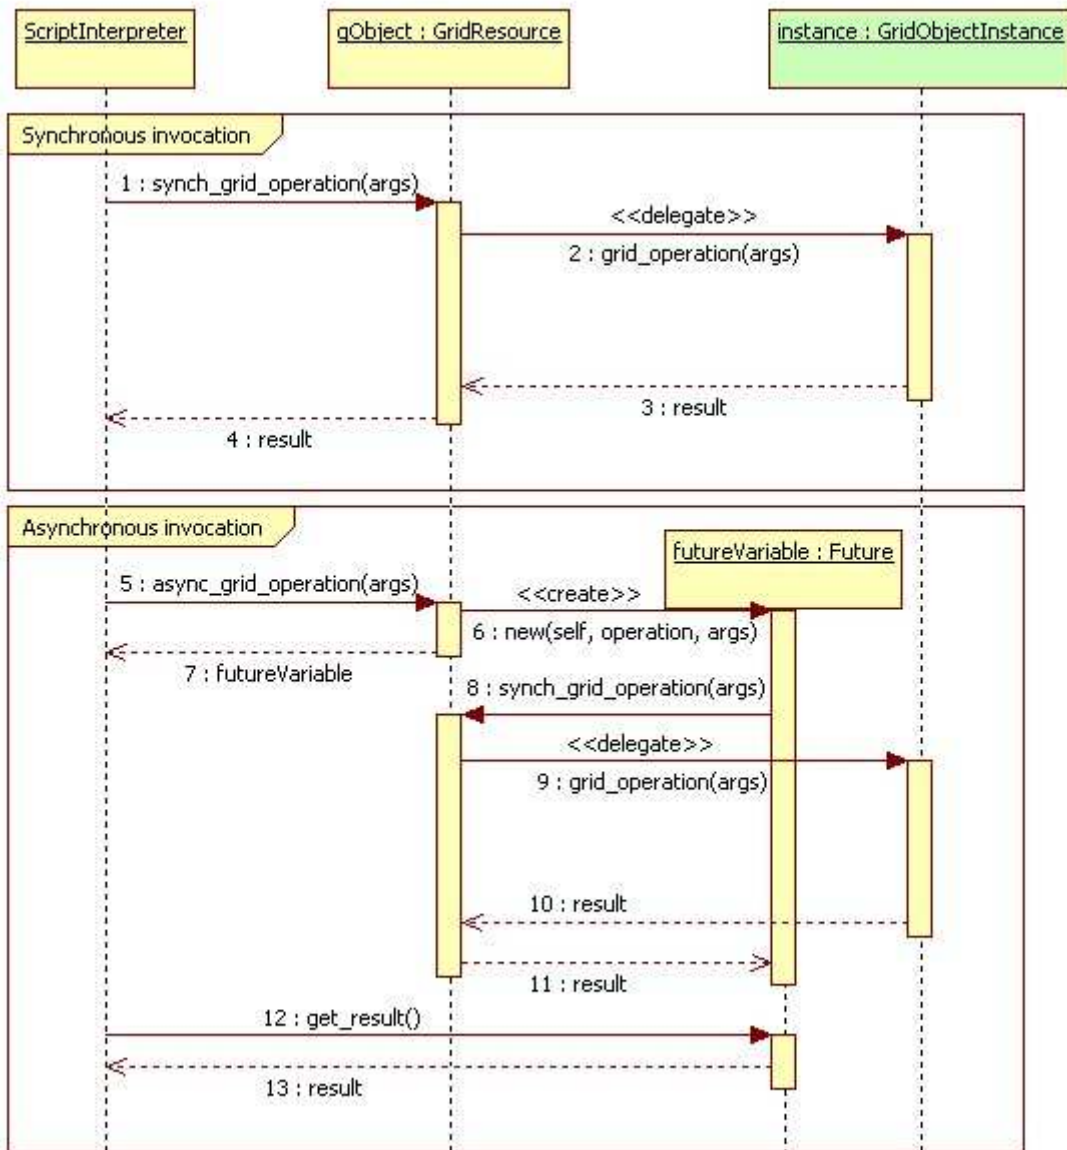 ScriptInterpreter
gObject : GridResource
instance : GridObjectInstance
Synchronous invocation
1 : synch_grid_operation(args)
<<delegate>>
2 : grid_operation(args)
3 : result
4 : result
Asynchronous invocation
futureVariable : Future
5 : async_grid_operation(args)
<<create>>
6 : new(self, operation, args)
7 : futureVariable
8 : synch_grid_operation(args)
<<delegate>>
9 : grid_operation(args)
10 : result
11 : result
12 : get_result()
13 : result